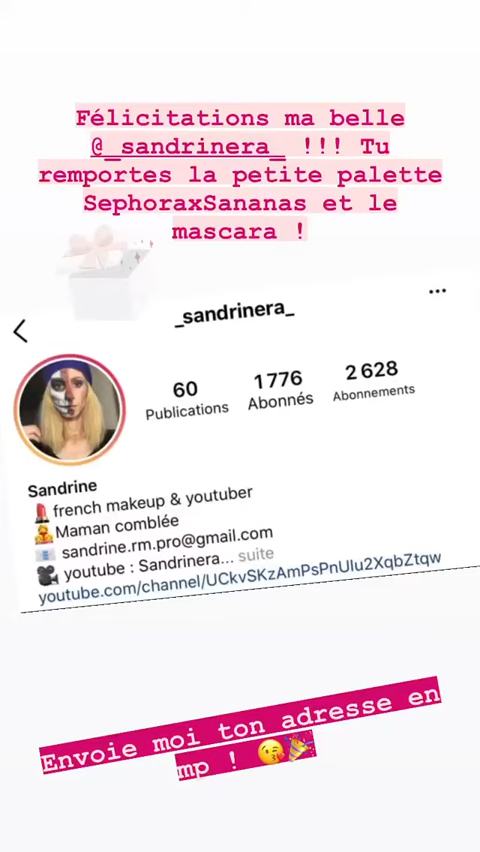 Félicitations ma belle
@_sandrinera_ !!! Tu
remportes la petite palette
SephoraxSananas et le
mascara !
_sandrinera_
60
Publications
1 776
Abonnés
2 628
Abonnements
Sandrine
💄 french makeup & youtuber
🤱 Maman comblée
📧 sandrine.rm.pro@gmail.com
🎥 youtube : Sandrinera... suite
youtube.com/channel/UCkvSKzAmPsPnUlu2XqbZtqw
Envoie moi ton adresse en
mp ! 😘🎉